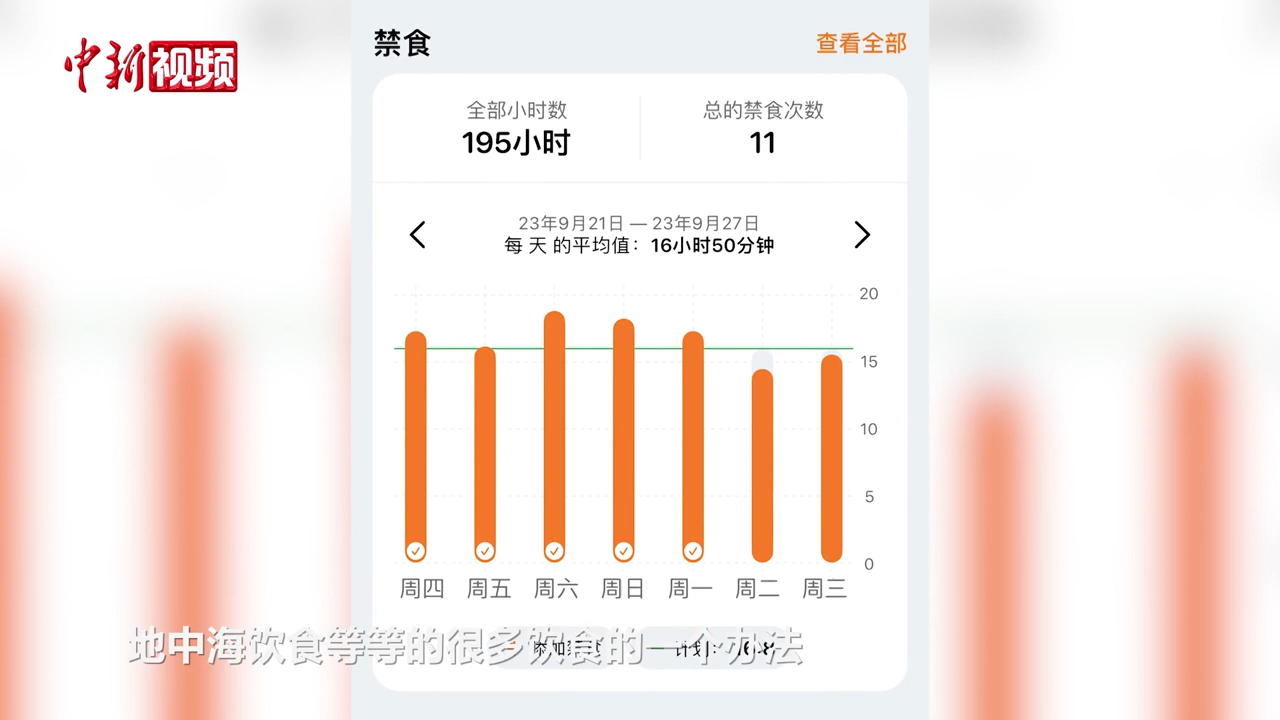 中新视频
禁食
查看全部
全部小时数
195小时
总的禁食次数
11
23年9月21日 — 23年9月27日
每 天 的平均值：16小时50分钟
20
15
10
5
0
周四 周五 周六 周日 周一 周二 周三
计划：
地中海饮食等等的很多饮食的一个办法